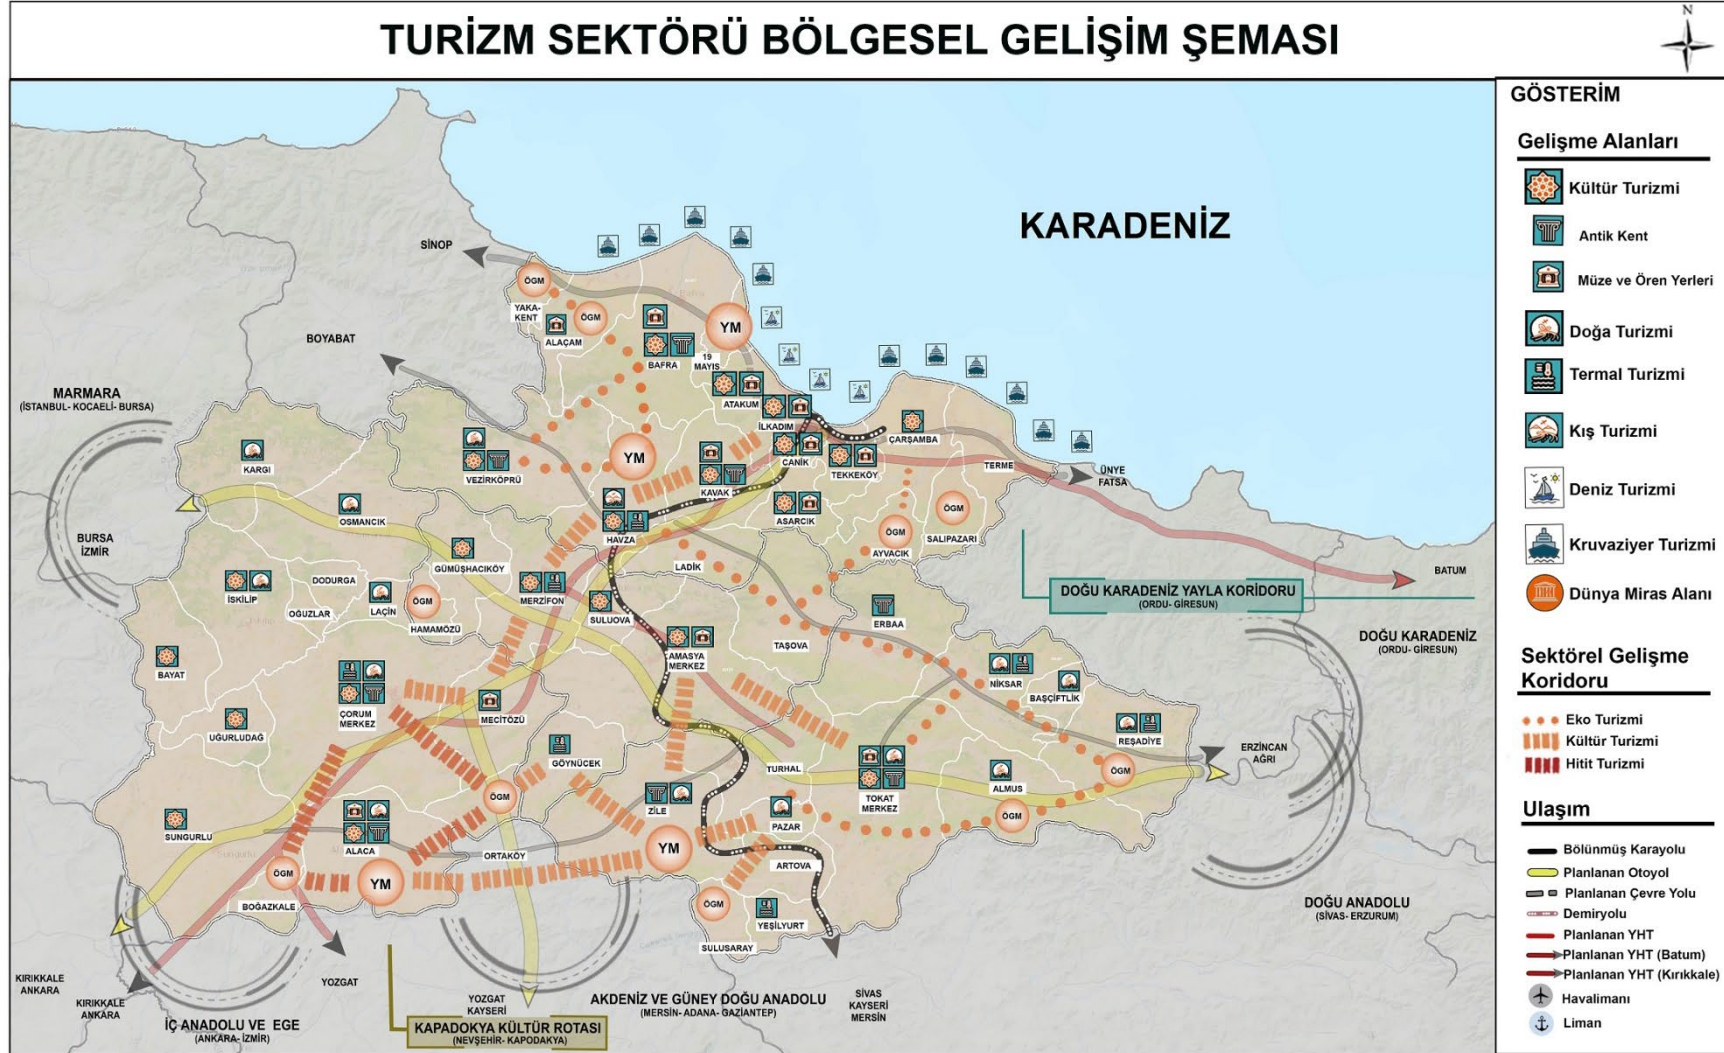 TURİZM SEKTÖRÜ BÖLGESEL GELİŞİM ŞEMASI
N
KARADENİZ
SİNOP
BOYABAT
MARMARA
(İSTANBUL- KOCAELİ- BURSA)
BURSA
İZMİR
ÖGM
YAKA-
KENT
ÖGM
ALAÇAM
BAFRA
YM
19
MAYIS
ATAKUM
İLKADIM
CANİK
TEKKEKÖY
ÇARŞAMBA
TERME
ÜNYE
FATSA
KARGI
VEZİRKÖPRÜ
YM
KAVAK
ASARCIK
ÖGM
AYVACIK
ÖGM
SALIPAZARI
OSMANCIK
HAVZA
LADİK
GÜMÜŞHACIKÖY
DODURGA
İSKİLİP
OĞUZLAR
LAÇİN
ÖGM
HAMAMÖZÜ
MERZİFON
SULUOVA
ERBAA
TAŞOVA
AMASYA
MERKEZ
NİKSAR
BAŞÇİFTLİK
REŞADİYE
BATUM
DOĞU KARADENİZ YAYLA KORİDORU
(ORDU- GİRESUN)
DOĞU KARADENİZ
(ORDU- GİRESUN)
BAYAT
ÇORUM
MERKEZ
MECİTÖZÜ
UĞURLUDAĞ
GÖYNÜCEK
TURHAL
ERZİNCAN
AĞRI
ÖGM
ÖGM
ZİLE
PAZAR
TOKAT
MERKEZ
ALMUS
ÖGM
SUNGURLU
ALACA
ORTAKÖY
YM
ARTOVA
ÖGM
BOĞAZKALE
YM
ÖGM
SULUSARAY
YEŞİLYURT
DOĞU ANADOLU
(SİVAS- ERZURUM)
KIRIKKALE
ANKARA
KIRIKKALE
ANKARA
YOZGAT
YOZGAT
KAYSERİ
AKDENİZ VE GÜNEY DOĞU ANADOLU
(MERSİN- ADANA- GAZİANTEP)
SİVAS
KAYSERİ
MERSİN
İÇ ANADOLU VE EGE
(ANKARA- İZMİR)
KAPADOKYA KÜLTÜR ROTASI
(NEVŞEHİR- KAPODAKYA)
GÖSTERİM
Gelişme Alanları
Kültür Turizmi
Antik Kent
Müze ve Ören Yerleri
Doğa Turizmi
Termal Turizmi
Kış Turizmi
Deniz Turizmi
Kruvaziyer Turizmi
Dünya Miras Alanı
Sektörel Gelişme
Koridoru
Eko Turizmi
Kültür Turizmi
Hitit Turizmi
Ulaşım
Bölünmüş Karayolu
Planlanan Otoyol
Planlanan Çevre Yolu
Demiryolu
Planlanan YHT
Planlanan YHT (Batum)
Planlanan YHT (Kırıkkale)
Havalimanı
Liman